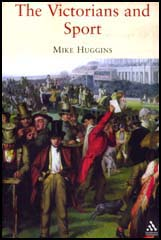 The Victorians and
Sport
MIKE HUGGINS